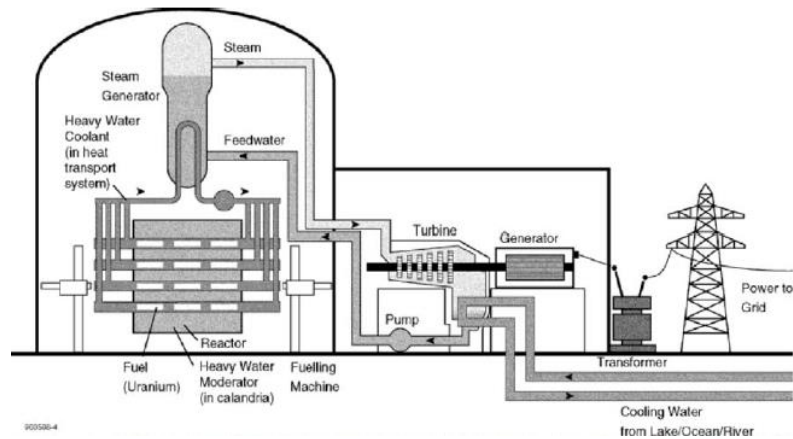 Steam
Steam
Generator
Heavy Water
Coolant
(in heat
transport
system)
Feedwater
Turbine
Generator
Power to
Grid
Pump
Reactor
Fuel
(Uranium)
Heavy Water
Moderator
(in calandria)
Fuelling
Machine
Transformer
Cooling Water
from Lake/Ocean/River